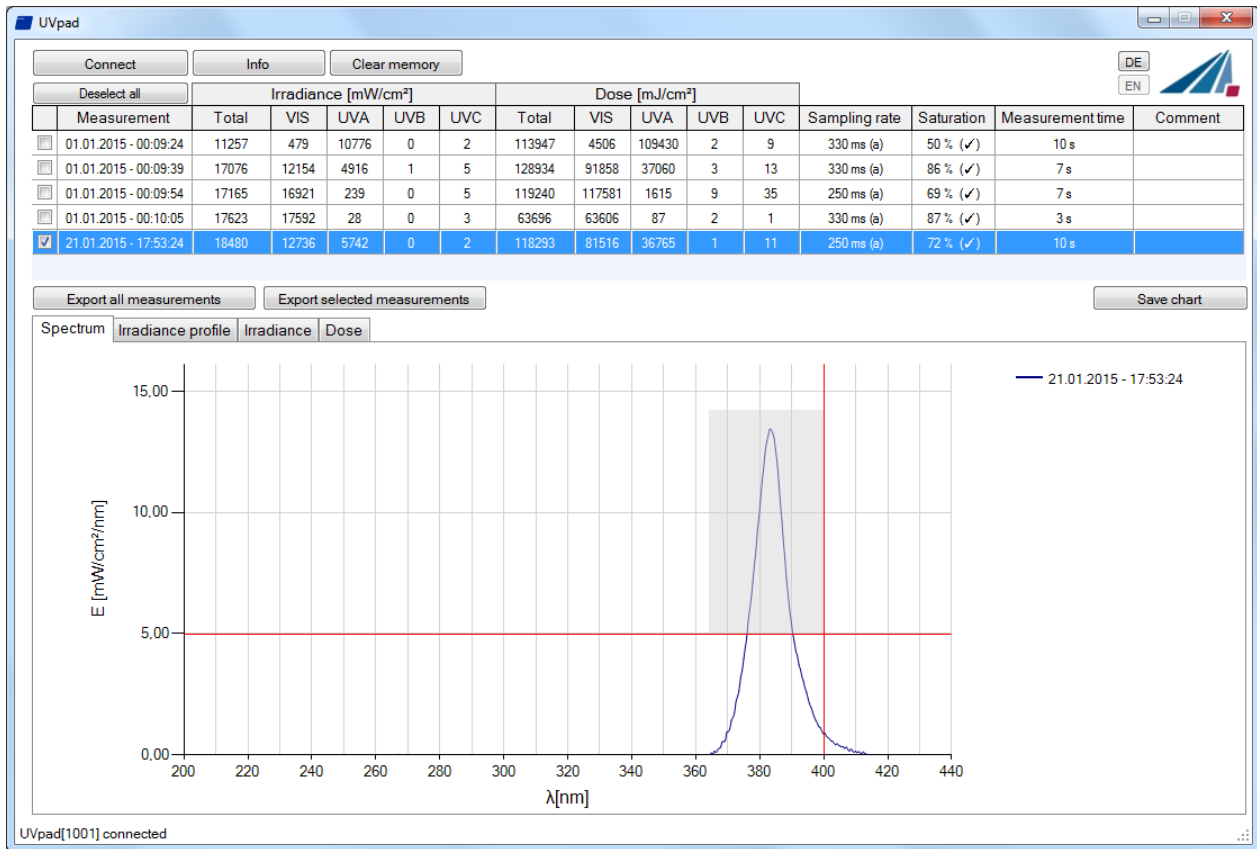 UVpad
Connect Info Clear memory DE
EN
Deselect all Irradiance [mW/cm²] Dose [mJ/cm²]
Measurement Total VIS UVA UVB UVC Total VIS UVA UVB UVC Sampling rate Saturation Measurement time Comment
01.01.2015 - 00:09:24 11257 479 10776 0 2 113947 4506 109430 2 9 330 ms (a) 50 % (✓) 10 s
01.01.2015 - 00:09:39 17076 12154 4916 1 5 128934 91858 37060 3 13 330 ms (a) 86 % (✓) 7 s
01.01.2015 - 00:09:54 17165 16921 239 0 5 119240 117581 1615 9 35 250 ms (a) 69 % (✓) 7 s
01.01.2015 - 00:10:05 17623 17592 28 0 3 63696 63606 87 2 1 330 ms (a) 87 % (✓) 3 s
21.01.2015 - 17:53:24 18480 12736 5742 0 2 118293 81516 36765 1 11 250 ms (a) 72 % (✓) 10 s
Export all measurements Export selected measurements Save chart
Spectrum Irradiance profile Irradiance Dose
21.01.2015 - 17:53:24
15,00
10,00
5,00
0,00
E [mW/cm²/nm]
200 220 240 260 280 300 320 340 360 380 400 420 440
λ[nm]
UVpad[1001] connected